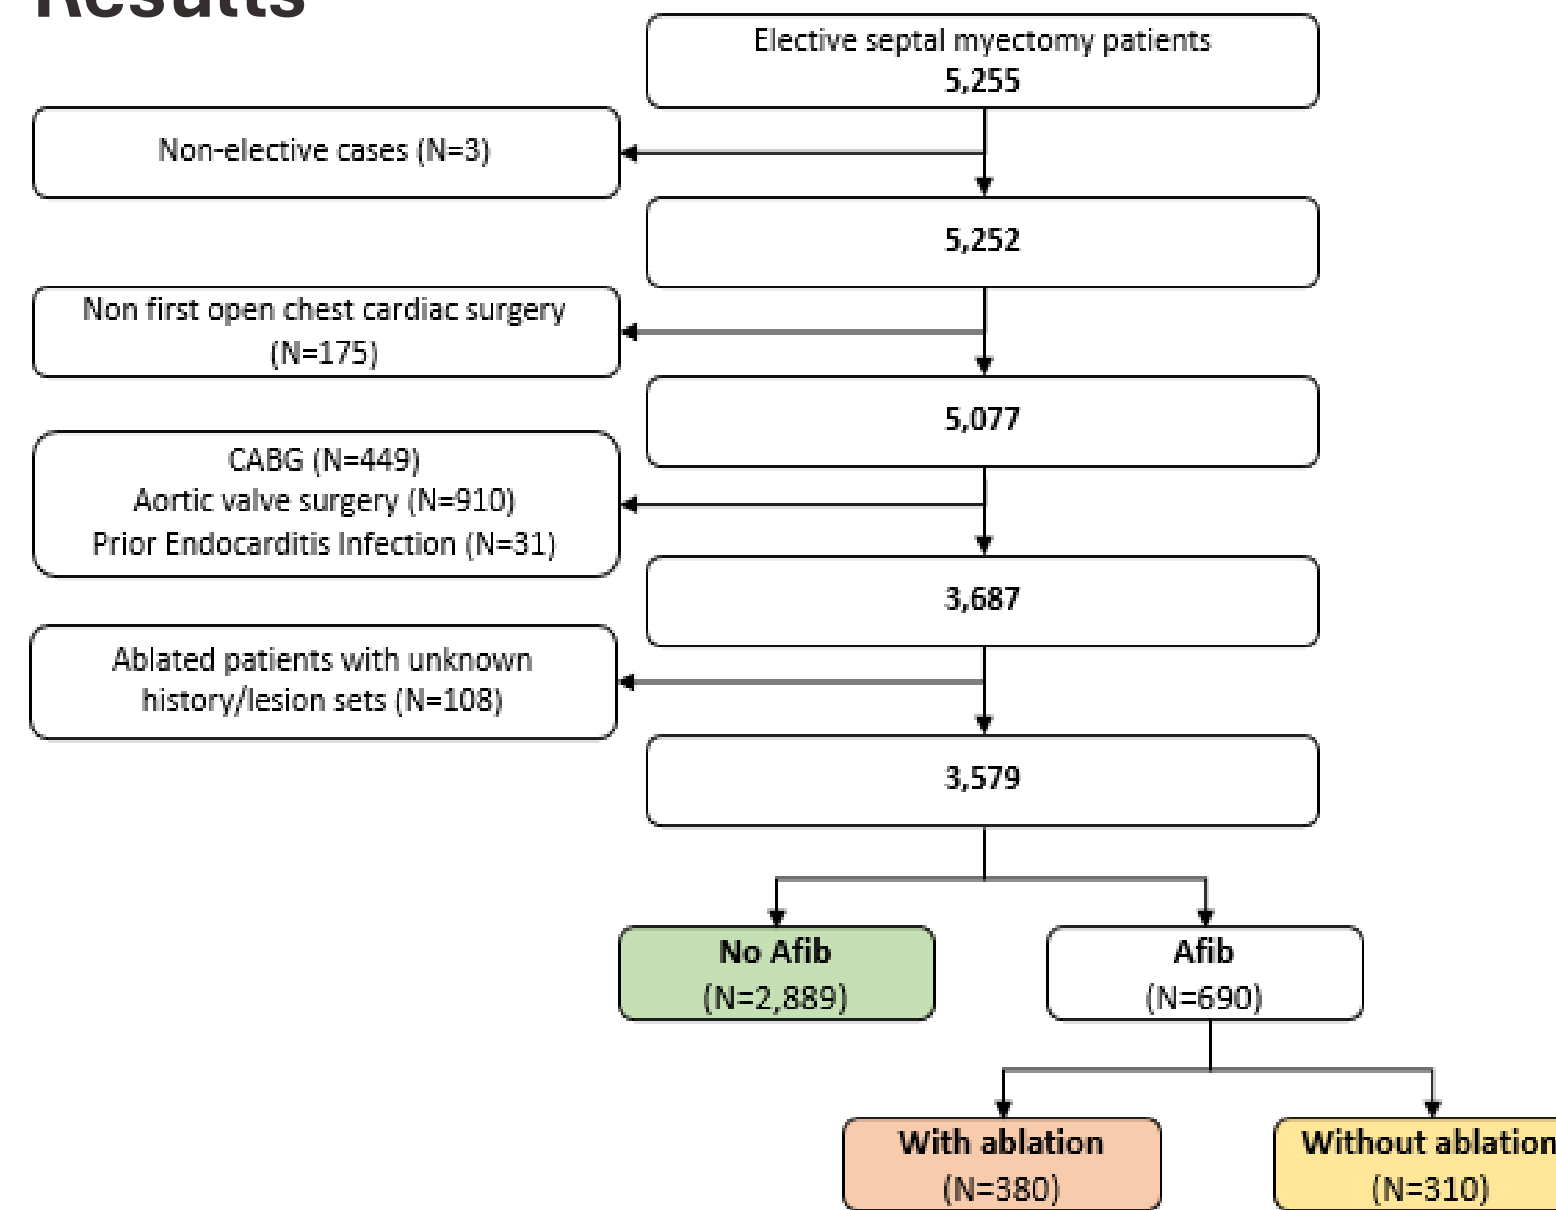 Results
Elective septal myectomy patients
5,255
Non-elective cases (N=3)
5,252
Non first open chest cardiac surgery
(N=175)
5,077
CABG (N=449)
Aortic valve surgery (N=910)
Prior Endocarditis Infection (N=31)
3,687
Ablated patients with unknown
history/lesion sets (N=108)
3,579
No Afib
(N=2,889)
Afib
(N=690)
With ablation
(N=380)
Without ablation
(N=310)